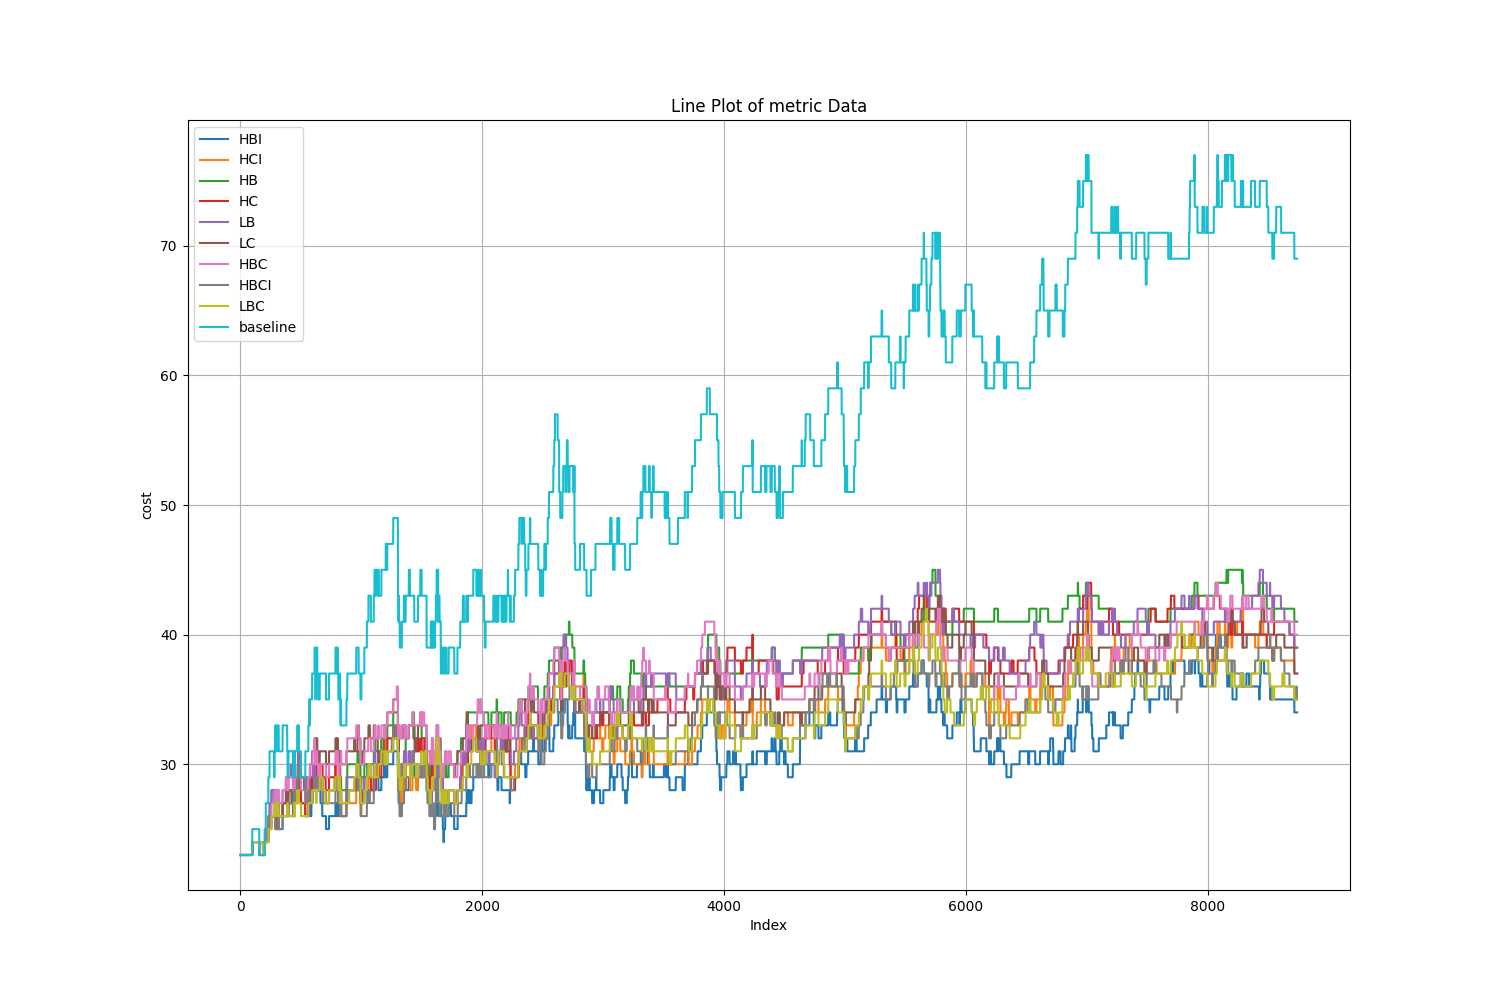 Line Plot of metric Data
HBI
HCI
HB
HC
LB
LC
HBC
HBCI
LBC
baseline
70
60
50
40
30
cost
0 2000 4000 6000 8000
Index